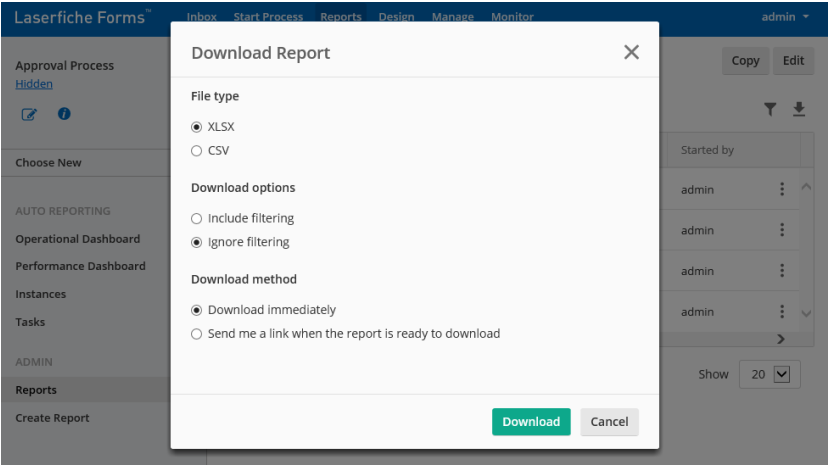 Laserfiche Forms™
Inbox Start Process Reports Design Manage Monitor
admin
Approval Process
Hidden
Choose New
AUTO REPORTING
Operational Dashboard
Performance Dashboard
Instances
Tasks
ADMIN
Reports
Create Report
Download Report
File type
XLSX
CSV
Download options
Include filtering
Ignore filtering
Download method
Download immediately
Send me a link when the report is ready to download
Download Cancel
Copy Edit
Started by
admin
admin
admin
admin
Show 20